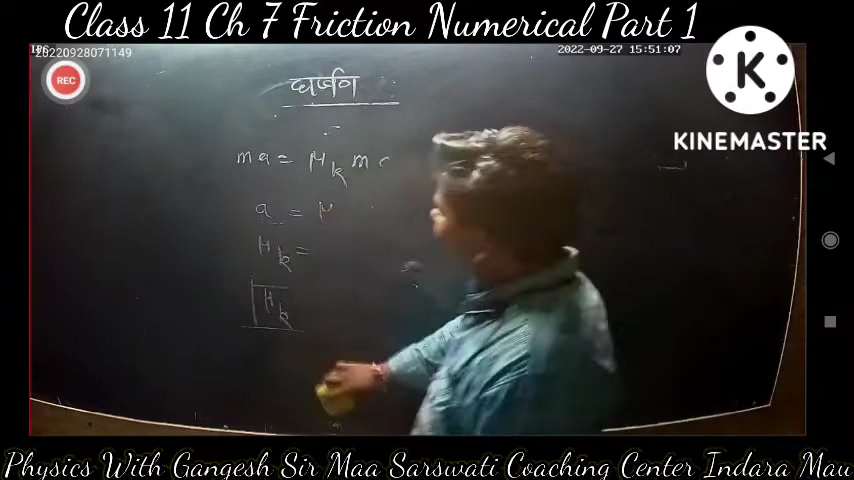 Class 11 Ch 7 Friction Numerical Part 1
20220928071149
2022-09-27 15:51:07
REC
K
KINEMASTER
घर्षण
ma = μk m
a = μ
μk =
μk
Physics With Gangesh Sir Maa Sarswati Coaching Center Indara Mau